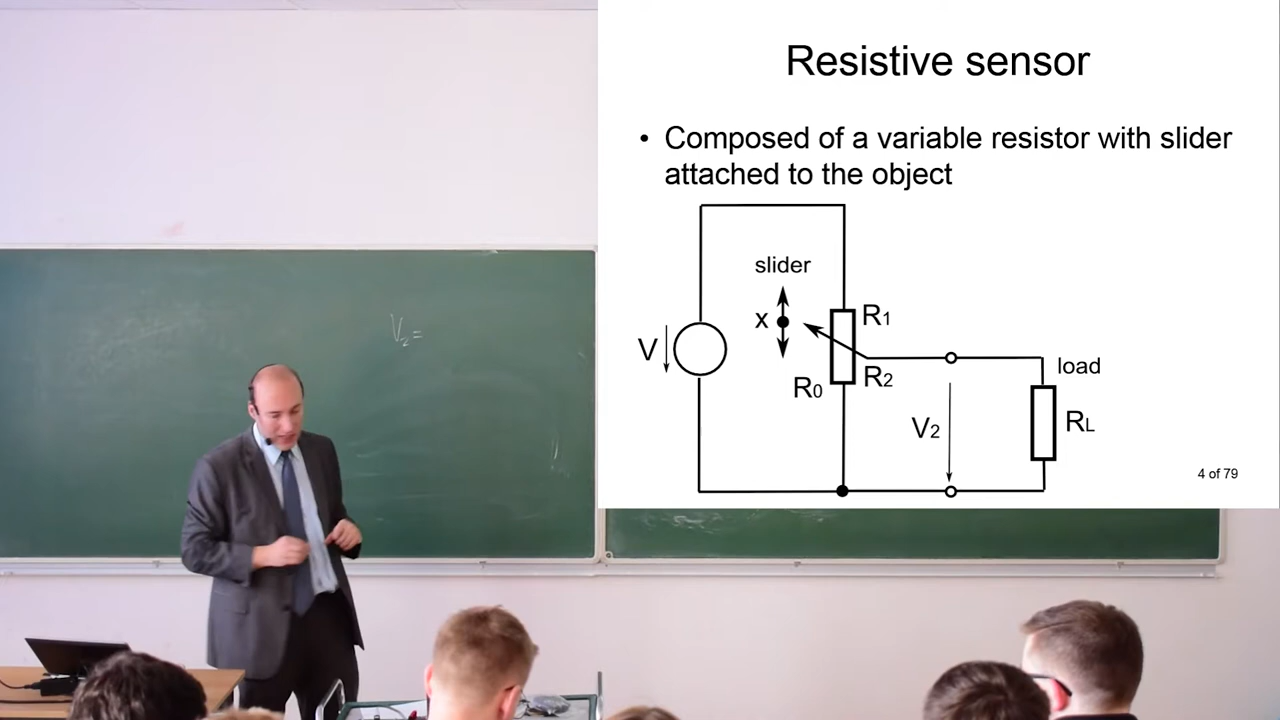 Resistive sensor
• Composed of a variable resistor with slider
attached to the object
slider
x
R1
V
R2
R0
load
V2
RL
4 of 79
V2=